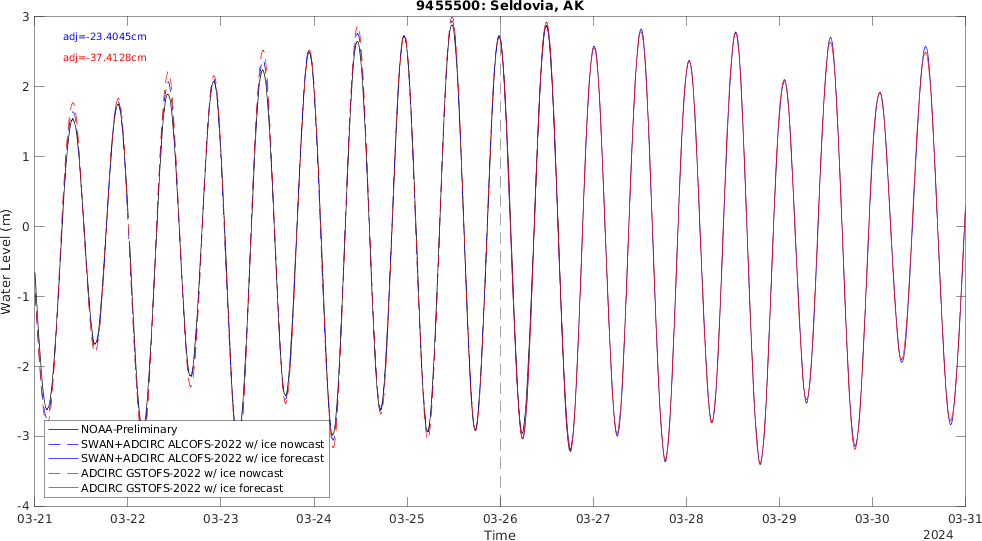 9455500: Seldovia, AK
adj=-23.4045cm
adj=-37.4128cm
3
2
1
0
-1
-2
-3
-4
Water Level (m)
NOAA-Preliminary
SWAN+ADCIRC ALCOFS-2022 w/ ice nowcast
SWAN+ADCIRC ALCOFS-2022 w/ ice forecast
ADCIRC GSTOFS-2022 w/ ice nowcast
ADCIRC GSTOFS-2022 w/ ice forecast
03-21 03-22 03-23 03-24 03-25 03-26 03-27 03-28 03-29 03-30 03-31
Time
2024